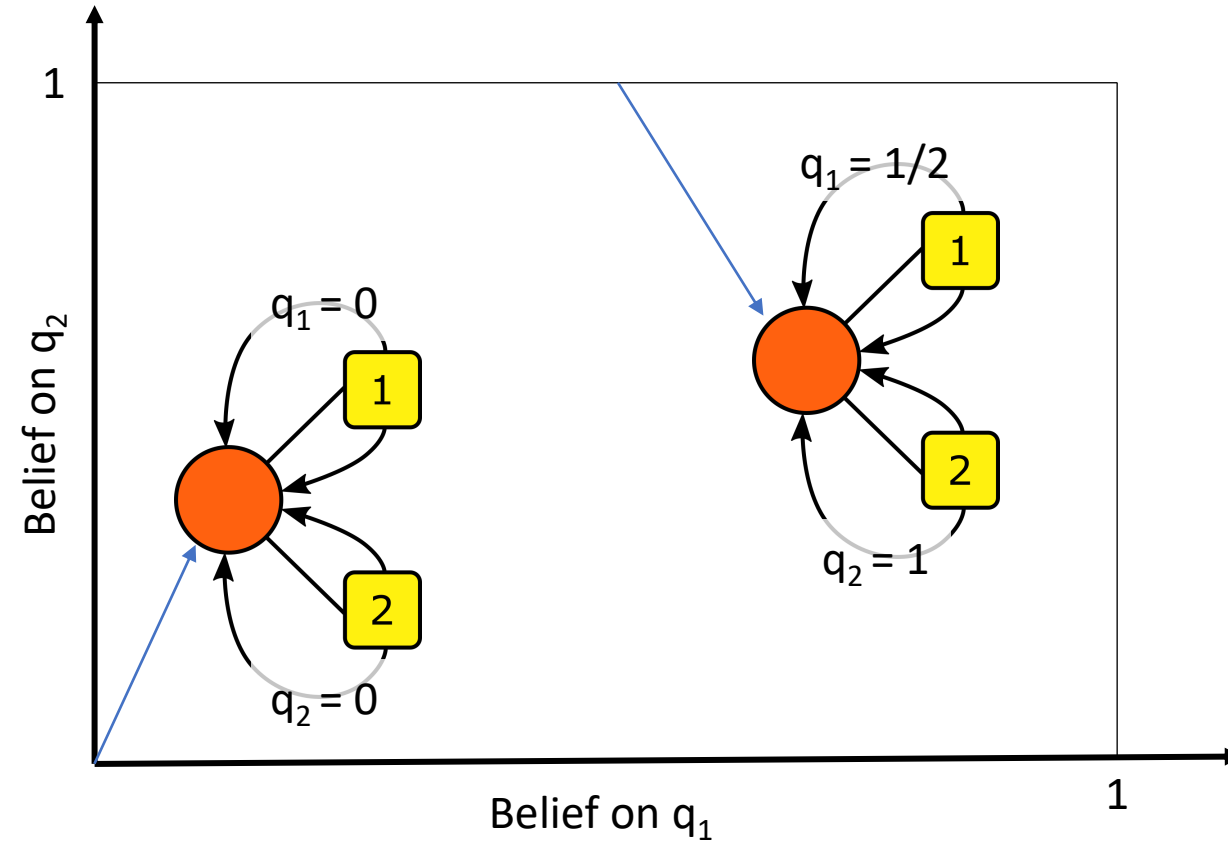 1
q₁ = 1/2
1
q₁ = 0
1
Belief on q₂
2
q₂ = 1
2
q₂ = 0
1
Belief on q₁